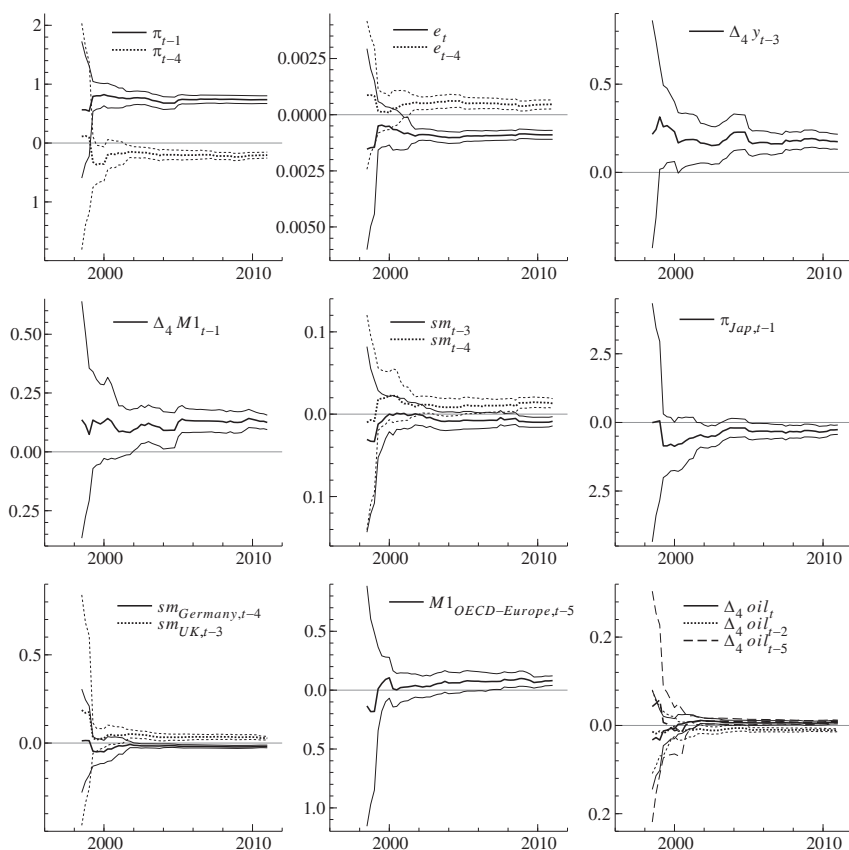 2
1
0
1
π_{t−1}
π_{t−4}
2000 2010
0.0025
0.0000
0.0025
0.0050
e_t
e_{t−4}
2000 2010
0.5
0.0
Δ_4 y_{t−3}
2000 2010
0.50
0.25
0.00
0.25
Δ_4 M1_{t−1}
2000 2010
0.1
0.0
0.1
sm_{t−3}
sm_{t−4}
2000 2010
2.5
0.0
2.5
π_{Jap,t−1}
2000 2010
0.5
0.0
sm_{Germany,t−4}
sm_{UK,t−3}
2000 2010
0.5
0.0
0.5
1.0
M1_{OECD−Europe,t−5}
2000 2010
0.2
0.0
0.2
Δ_4 oil_t
Δ_4 oil_{t−2}
Δ_4 oil_{t−5}
2000 2010